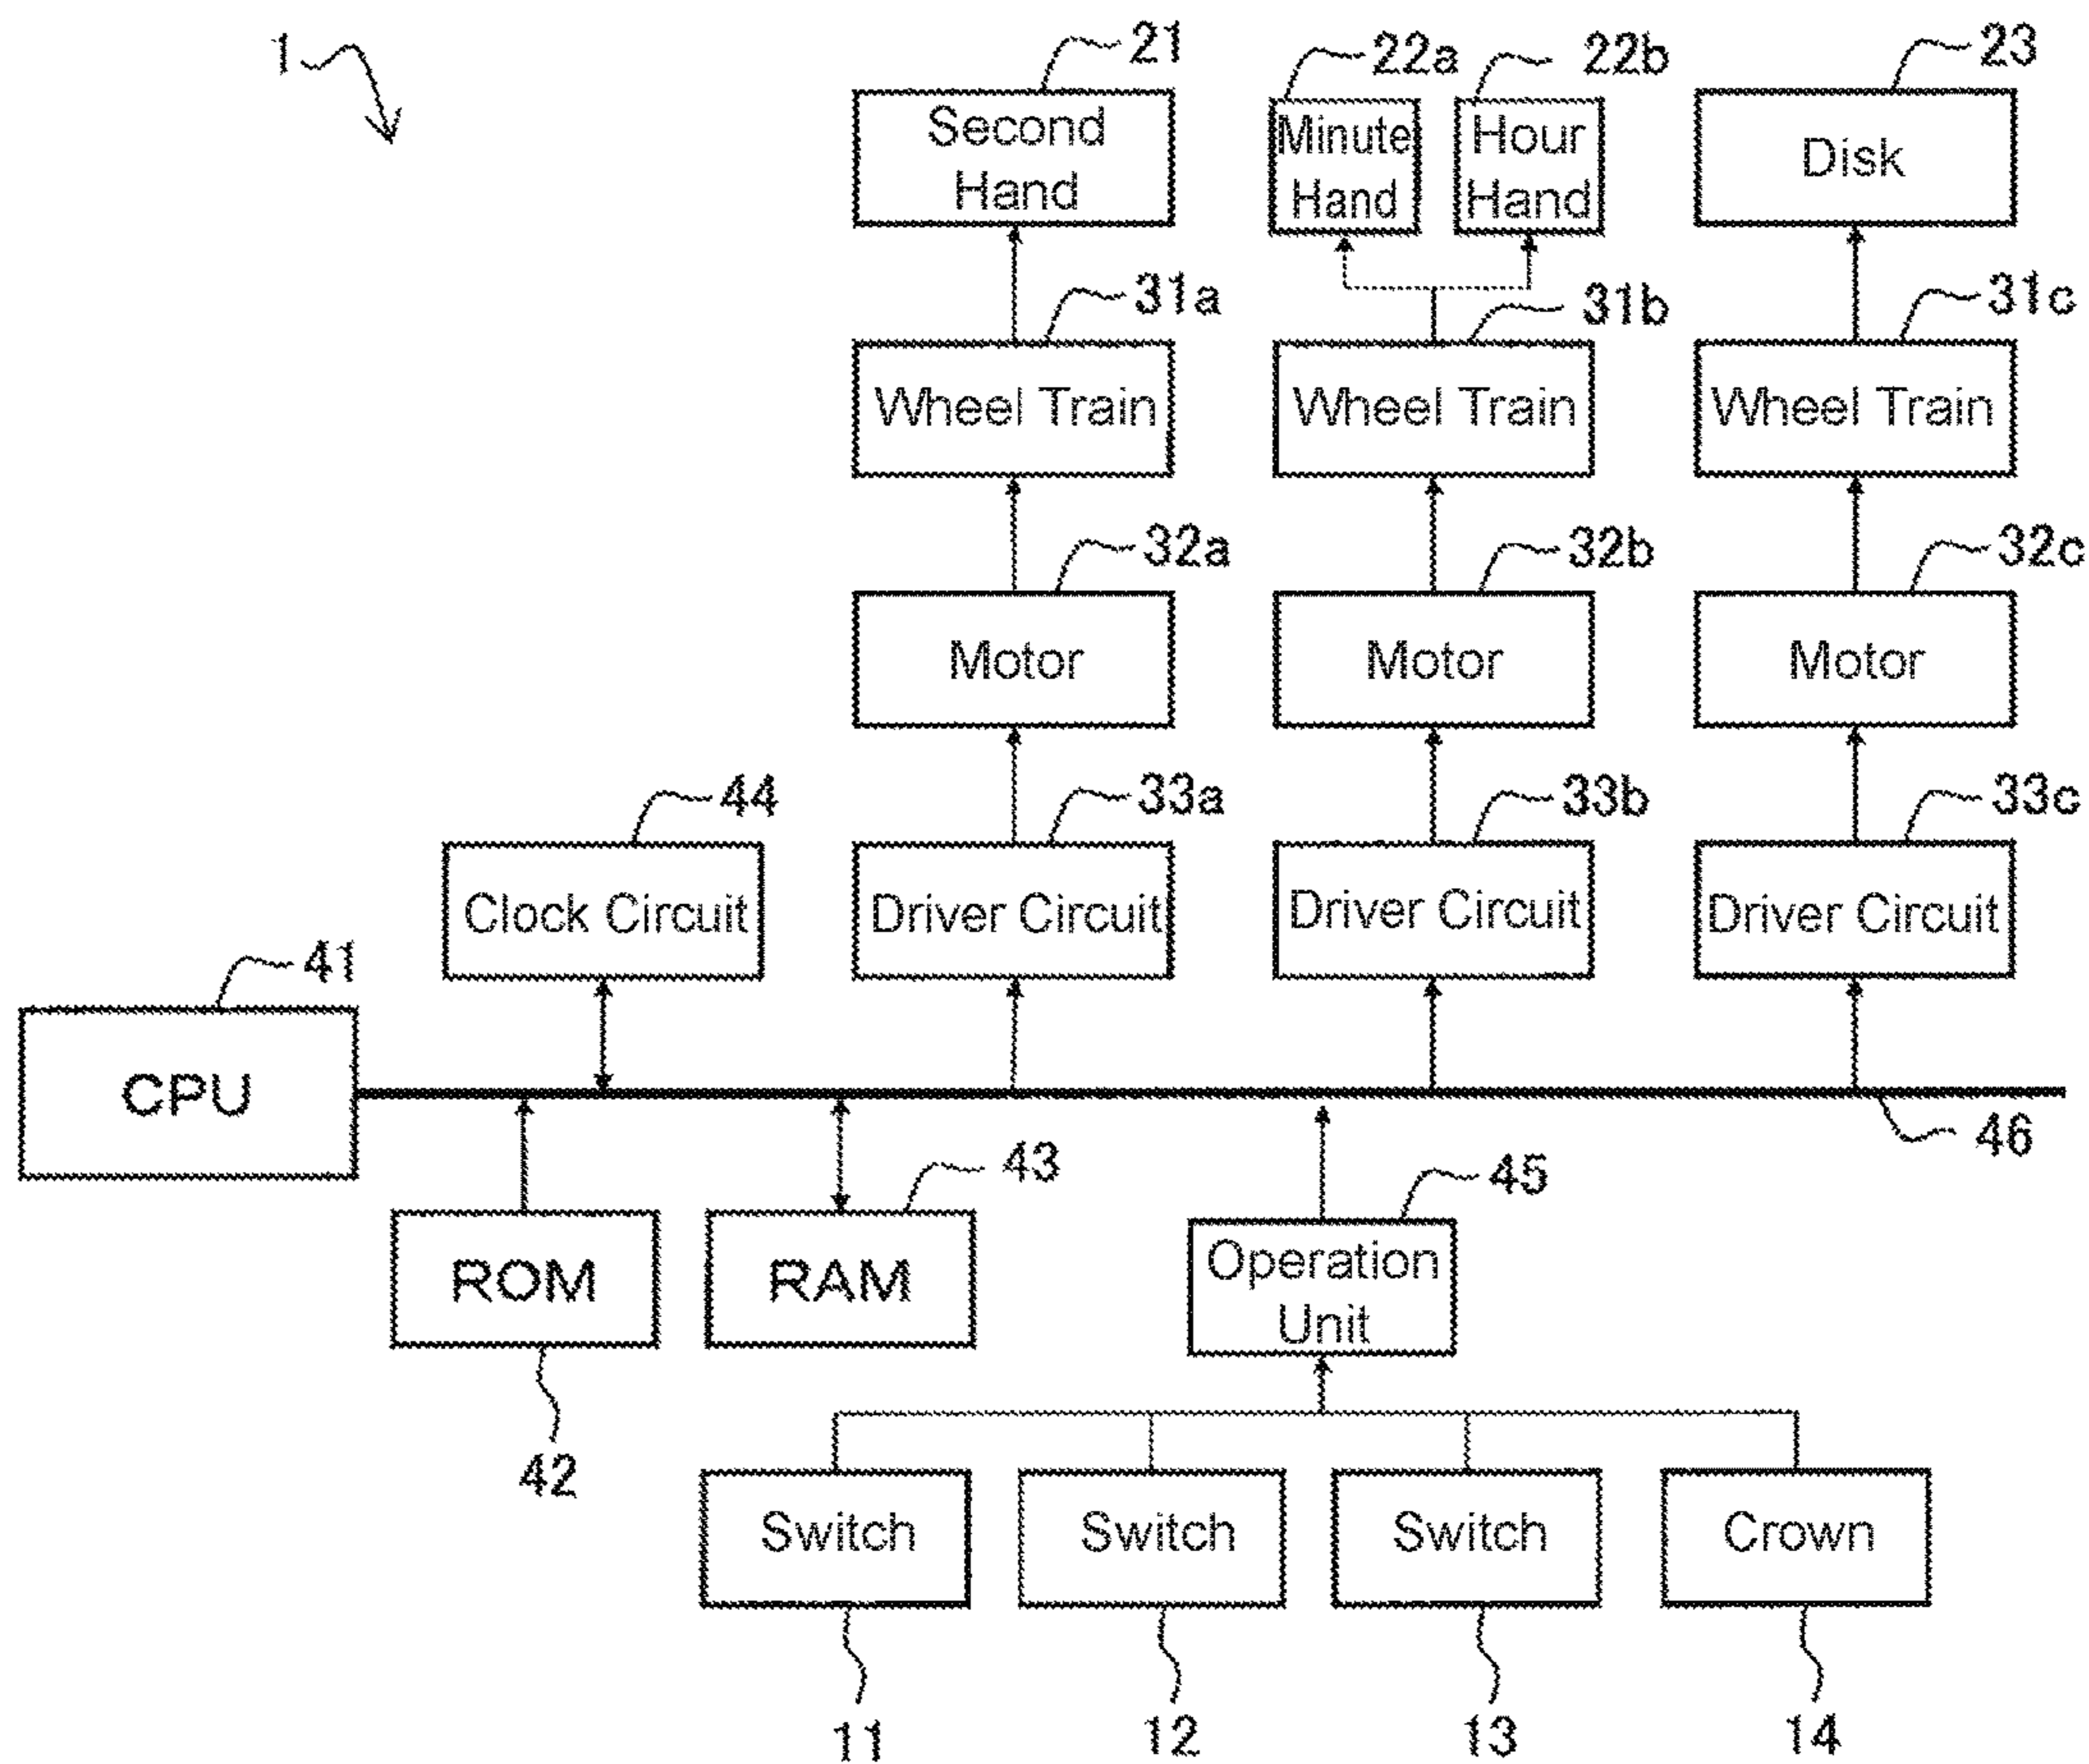 1
21
22a
22b
23
Second
Hand
Minute
Hand
Hour
Hand
Disk
31a
31b
31c
Wheel Train
Wheel Train
Wheel Train
32a
32b
32c
Motor
Motor
Motor
44
33a
33b
33c
Clock Circuit
Driver Circuit
Driver Circuit
Driver Circuit
41
CPU
46
43
45
ROM
RAM
Operation
Unit
42
Switch
Switch
Switch
Crown
11
12
13
14